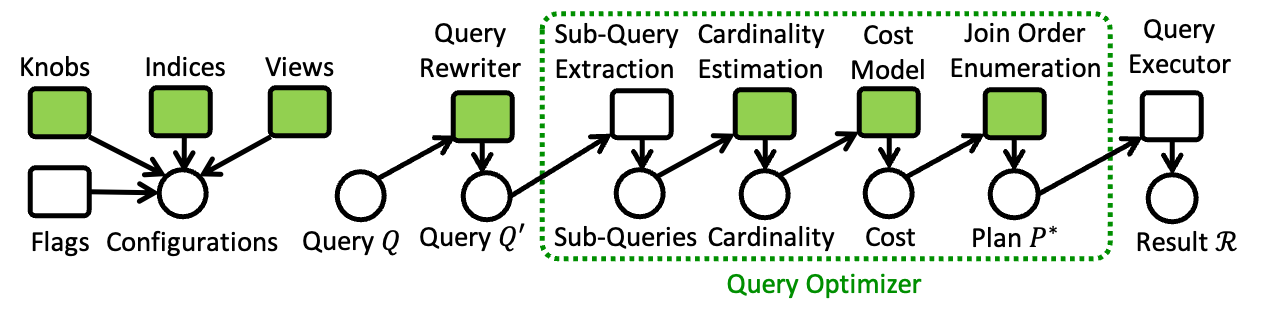 Knobs
Indices
Views
Flags
Configurations
Query
Rewriter
Query Q
Query Q′
Sub-Query
Extraction
Cardinality
Estimation
Cost
Model
Join Order
Enumeration
Sub-Queries
Cardinality
Cost
Plan P*
Query Optimizer
Query
Executor
Result ℛ